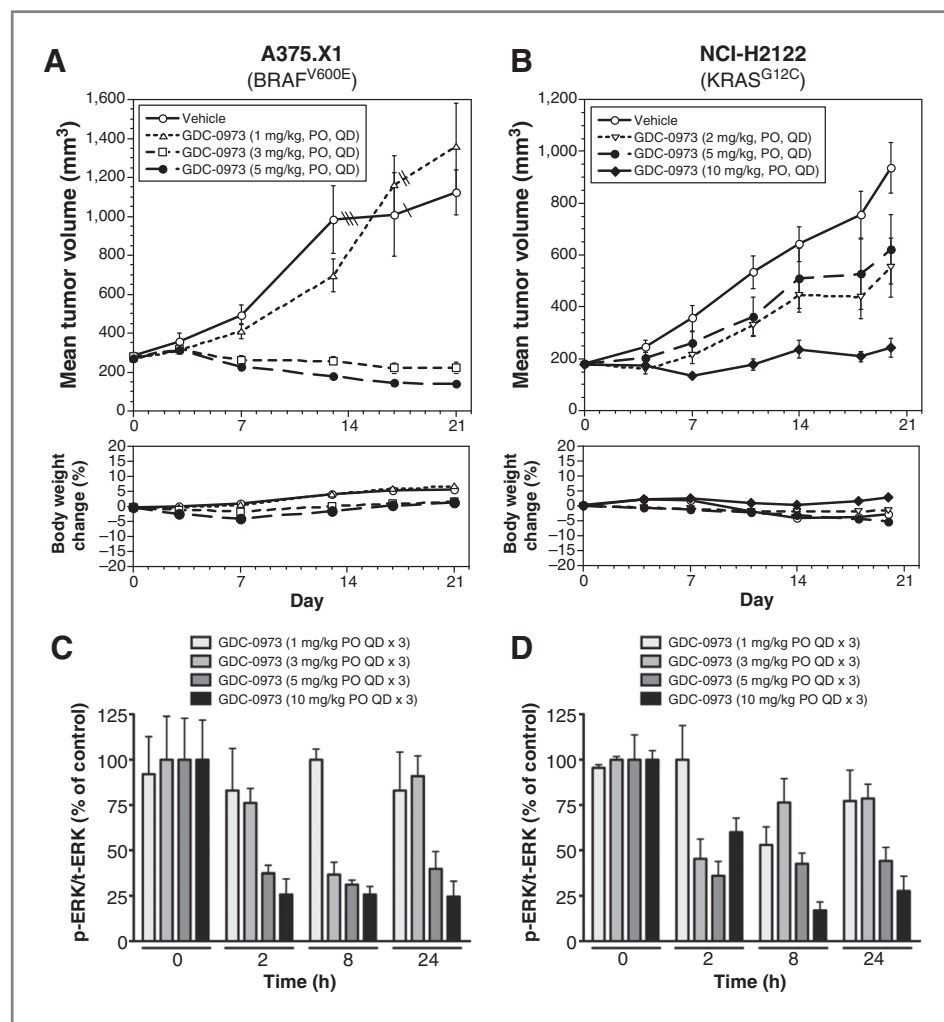 A
A375.X1
(BRAFV600E)
Mean tumor volume (mm3)
1,600
1,400
1,200
1,000
800
600
400
200
0
Vehicle
GDC-0973 (1 mg/kg, PO, QD)
GDC-0973 (3 mg/kg, PO, QD)
GDC-0973 (5 mg/kg, PO, QD)
0 7 14 21
Body weight
change (%)
20
15
10
5
0
−5
−10
−15
−20
0 7 14 21
Day
B
NCI-H2122
(KRASG12C)
Mean tumor volume (mm3)
1,200
1,000
800
600
400
200
0
Vehicle
GDC-0973 (2 mg/kg, PO, QD)
GDC-0973 (5 mg/kg, PO, QD)
GDC-0973 (10 mg/kg, PO, QD)
0 7 14 21
Body weight
change (%)
20
15
10
5
0
−5
−10
−15
−20
0 7 14 21
Day
C
GDC-0973 (1 mg/kg PO QD x 3)
GDC-0973 (3 mg/kg PO QD x 3)
GDC-0973 (5 mg/kg PO QD x 3)
GDC-0973 (10 mg/kg PO QD x 3)
p-ERK/t-ERK (% of control)
125
100
75
50
25
0
0 2 8 24
Time (h)
D
GDC-0973 (1 mg/kg PO QD x 3)
GDC-0973 (3 mg/kg PO QD x 3)
GDC-0973 (5 mg/kg PO QD x 3)
GDC-0973 (10 mg/kg PO QD x 3)
p-ERK/t-ERK (% of control)
125
100
75
50
25
0
0 2 8 24
Time (h)